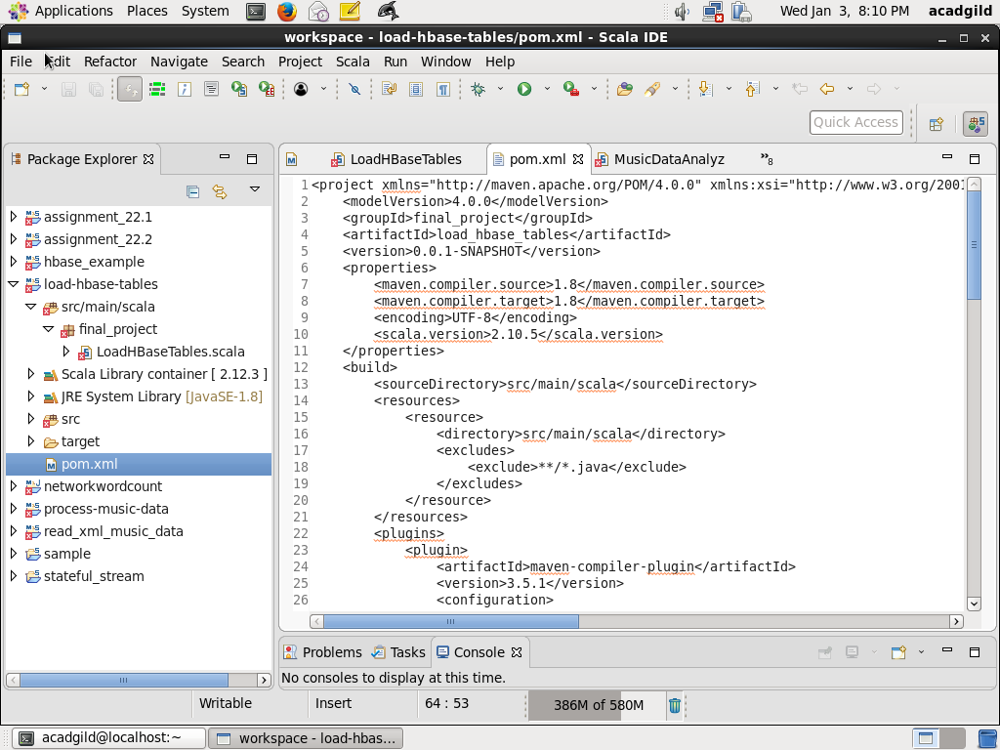 Applications Places System Wed Jan 3, 8:10 PM acadgild
workspace - load-hbase-tables/pom.xml - Scala IDE
File Edit Refactor Navigate Search Project Scala Run Window Help
Quick Access
Package Explorer
LoadHBaseTables pom.xml MusicDataAnalyz »8
assignment_22.1
assignment_22.2
hbase_example
load-hbase-tables
src/main/scala
final_project
LoadHBaseTables.scala
Scala Library container [ 2.12.3 ]
JRE System Library [JavaSE-1.8]
src
target
pom.xml
networkwordcount
process-music-data
read_xml_music_data
sample
stateful_stream
1 <project xmlns="http://maven.apache.org/POM/4.0.0" xmlns:xsi="http://www.w3.org/2001
2 <modelVersion>4.0.0</modelVersion>
3 <groupId>final_project</groupId>
4 <artifactId>load_hbase_tables</artifactId>
5 <version>0.0.1-SNAPSHOT</version>
6 <properties>
7 <maven.compiler.source>1.8</maven.compiler.source>
8 <maven.compiler.target>1.8</maven.compiler.target>
9 <encoding>UTF-8</encoding>
10 <scala.version>2.10.5</scala.version>
11 </properties>
12 <build>
13 <sourceDirectory>src/main/scala</sourceDirectory>
14 <resources>
15 <resource>
16 <directory>src/main/scala</directory>
17 <excludes>
18 <exclude>**/*.java</exclude>
19 </excludes>
20 </resource>
21 </resources>
22 <plugins>
23 <plugin>
24 <artifactId>maven-compiler-plugin</artifactId>
25 <version>3.5.1</version>
26 <configuration>
Problems Tasks Console
No consoles to display at this time.
Writable Insert 64 : 53 386M of 580M
acadgild@localhost:~ workspace - load-hbas...